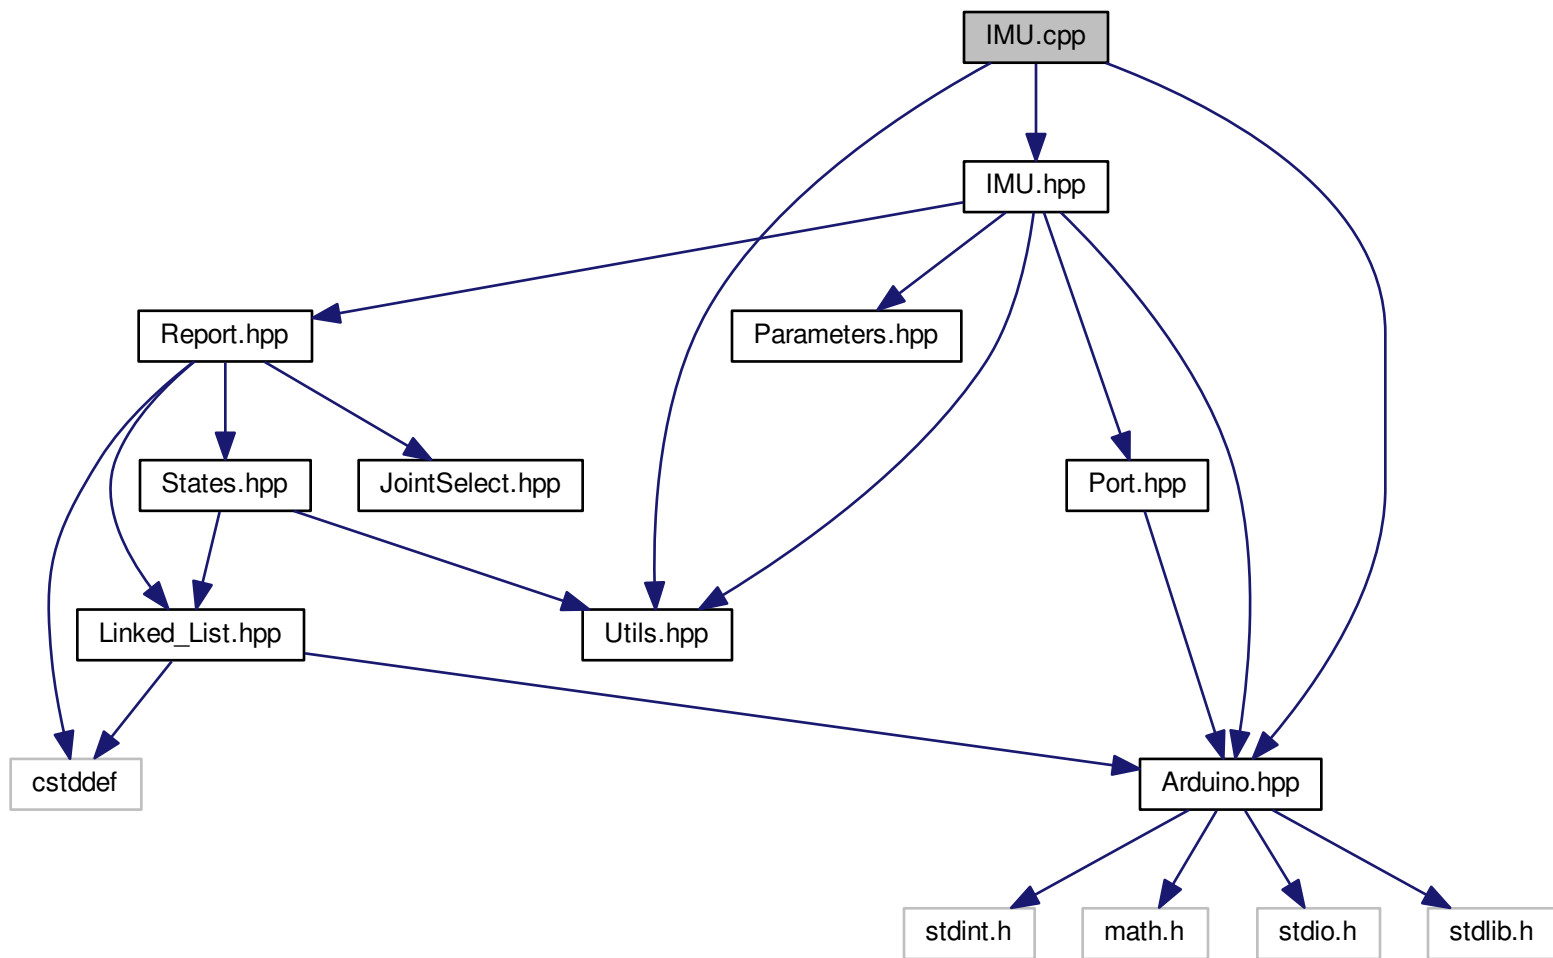 IMU.cpp
IMU.hpp
Report.hpp
Parameters.hpp
States.hpp
JointSelect.hpp
Port.hpp
Linked_List.hpp
Utils.hpp
cstddef
Arduino.hpp
stdint.h
math.h
stdio.h
stdlib.h